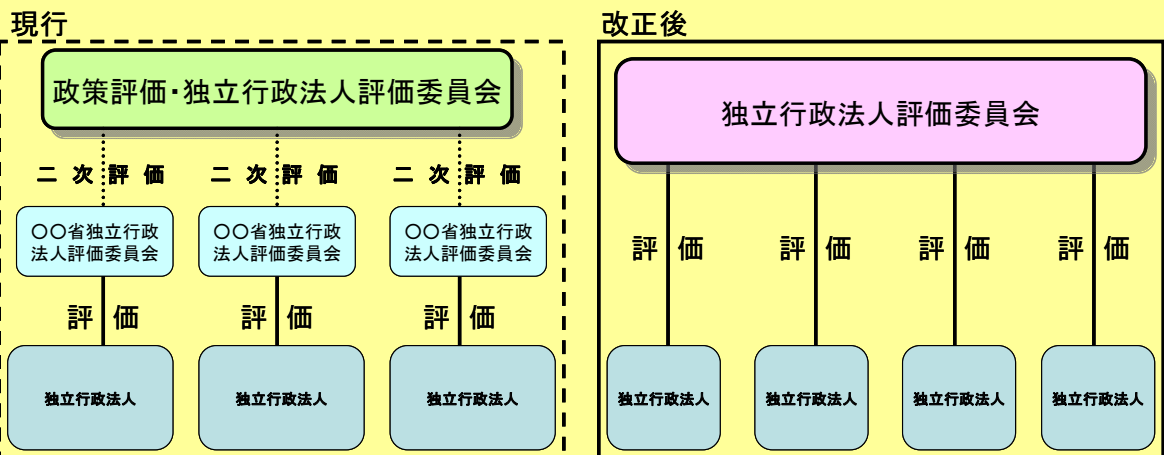 現行
政策評価・独立行政法人評価委員会
二次評価 二次評価 二次評価
〇〇省独立行政
法人評価委員会
〇〇省独立行政
法人評価委員会
〇〇省独立行政
法人評価委員会
評価 評価 評価
独立行政法人 独立行政法人 独立行政法人
改正後
独立行政法人評価委員会
評価 評価 評価 評価
独立行政法人 独立行政法人 独立行政法人 独立行政法人